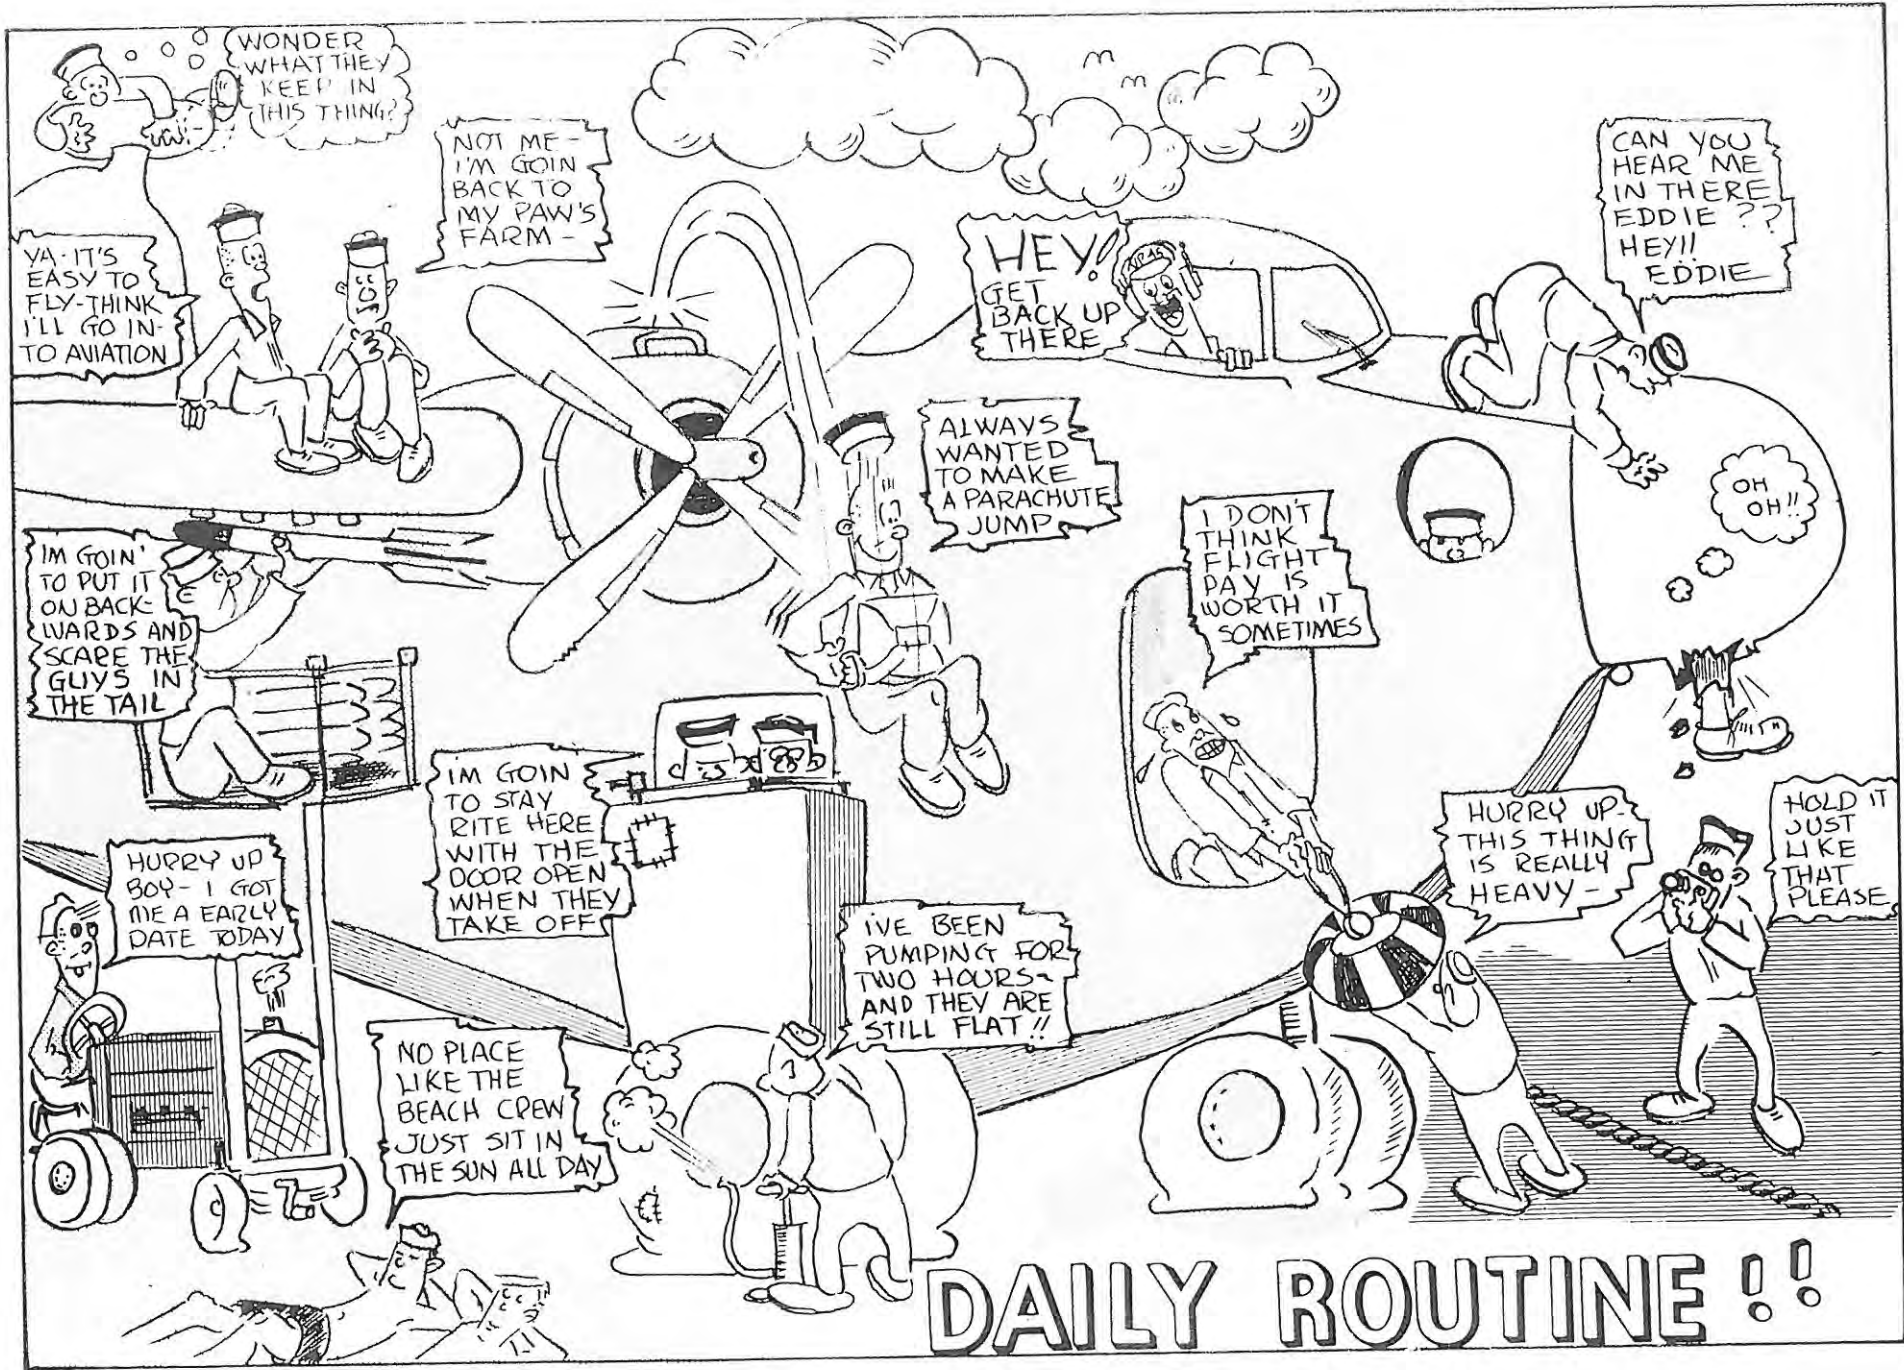 WONDER
WHAT THEY
KEEP IN
THIS THING?
NOT ME -
I'M GOIN
BACK TO
MY PAW'S
FARM -
YA - IT'S
EASY TO
FLY - THINK
I'LL GO IN-
TO AVIATION
HEY!
GET
BACK UP
THERE
CAN YOU
HEAR ME
IN THERE
EDDIE ??
HEY!!
EDDIE
ALWAYS
WANTED
TO MAKE
A PARACHUTE
JUMP
OH
OH!!
I DON'T
THINK
FLIGHT
PAY IS
WORTH IT
SOMETIMES
IM GOIN'
TO PUT IT
ON BACK-
WARDS AND
SCARE THE
GUYS IN
THE TAIL
IM GOIN
TO STAY
RITE HERE
WITH THE
DOOR OPEN
WHEN THEY
TAKE OFF
HURRY UP -
THIS THING
IS REALLY
HEAVY -
HOLD IT
JUST
LIKE
THAT
PLEASE
HURRY UP
BOY - I GOT
ME A EARLY
DATE TODAY
I'VE BEEN
PUMPING FOR
TWO HOURS -
AND THEY ARE
STILL FLAT!!
NO PLACE
LIKE THE
BEACH CREW
JUST SIT IN
THE SUN ALL DAY
DAILY ROUTINE!!